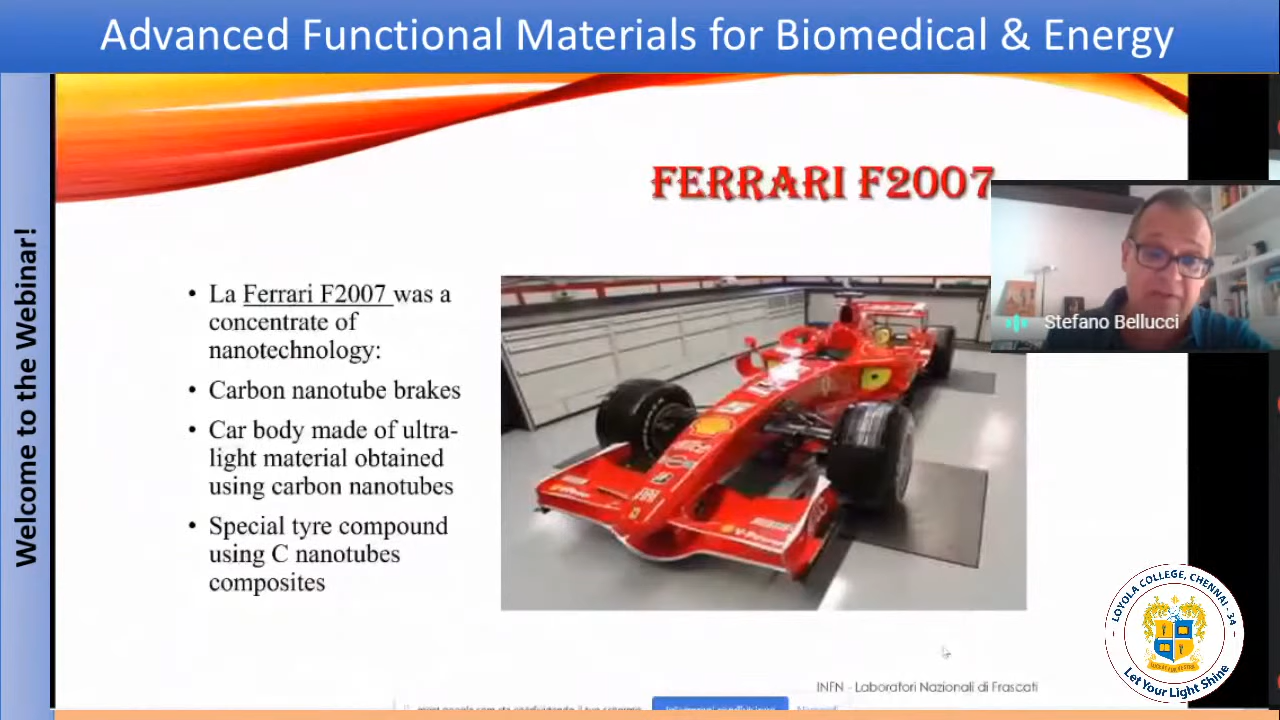 Advanced Functional Materials for Biomedical & Energy
Welcome to the Webinar!
FERRARI F2007
• La Ferrari F2007 was a
concentrate of
nanotechnology:
• Carbon nanotube brakes
• Car body made of ultra-
light material obtained
using carbon nanotubes
• Special tyre compound
using C nanotubes
composites
Stefano Bellucci
LOYOLA COLLEGE, CHENNAI - 34
Let Your Light Shine
INFN - Laboratori Nazionali di Frascati